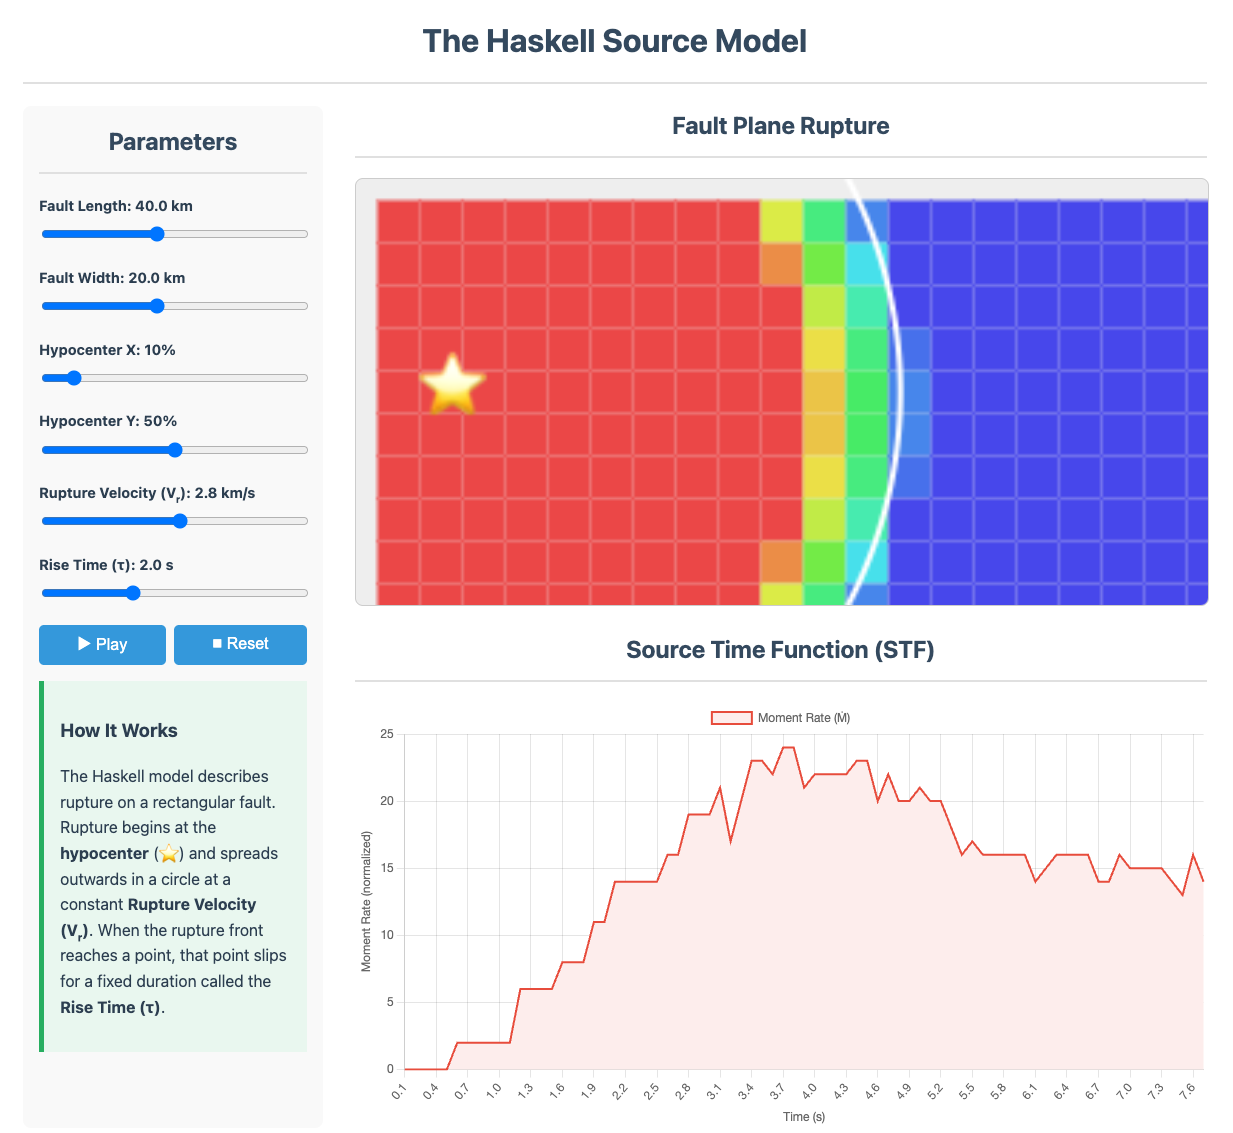 The Haskell Source Model
Parameters
Fault Length: 40.0 km
Fault Width: 20.0 km
Hypocenter X: 10%
Hypocenter Y: 50%
Rupture Velocity (Vr): 2.8 km/s
Rise Time (τ): 2.0 s
▶ Play
■ Reset
How It Works
The Haskell model describes
rupture on a rectangular fault.
Rupture begins at the
hypocenter (⭐) and spreads
outwards in a circle at a
constant Rupture Velocity
(Vr). When the rupture front
reaches a point, that point slips
for a fixed duration called the
Rise Time (τ).
Fault Plane Rupture
Source Time Function (STF)
Moment Rate (Ṁ)
Moment Rate (normalized)
25
20
15
10
5
0
0.1 0.4 0.7 1.0 1.3 1.6 1.9 2.2 2.5 2.8 3.1 3.4 3.7 4.0 4.3 4.6 4.9 5.2 5.5 5.8 6.1 6.4 6.7 7.0 7.3 7.6
Time (s)